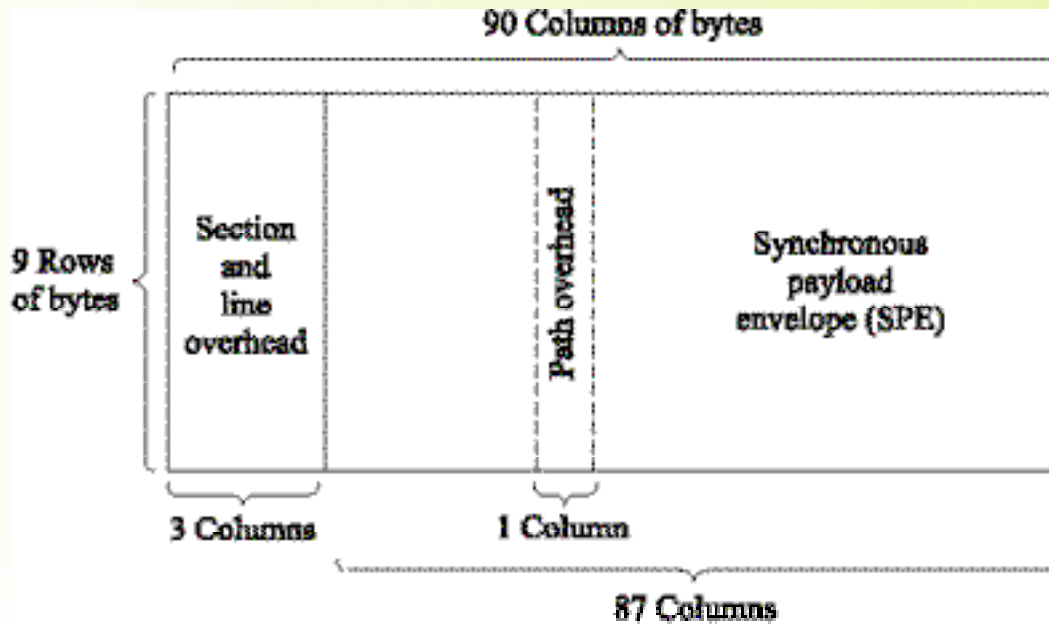 90 Columns of bytes
9 Rows
of bytes
Section
and
line
overhead
Path overhead
Synchronous
payload
envelope (SPE)
3 Columns
1 Column
87 Columns